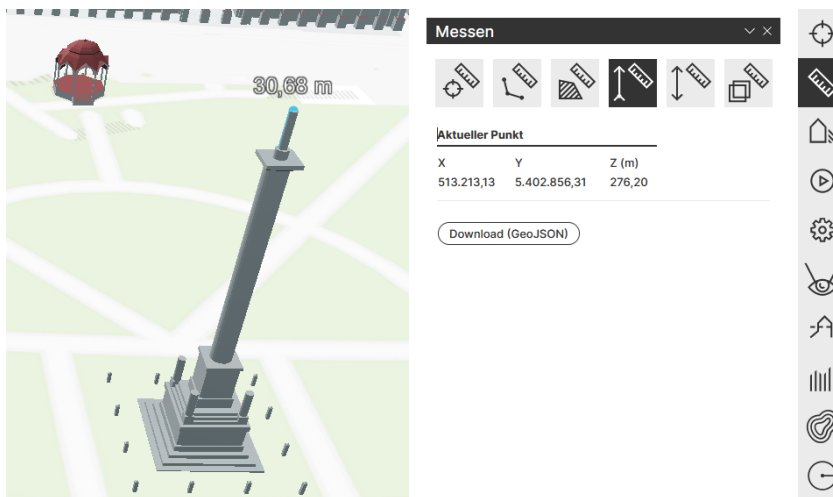 30,68 m
Messen
Aktueller Punkt
X Y Z (m)
513.213,13 5.402.856,31 276,20
Download (GeoJSON)